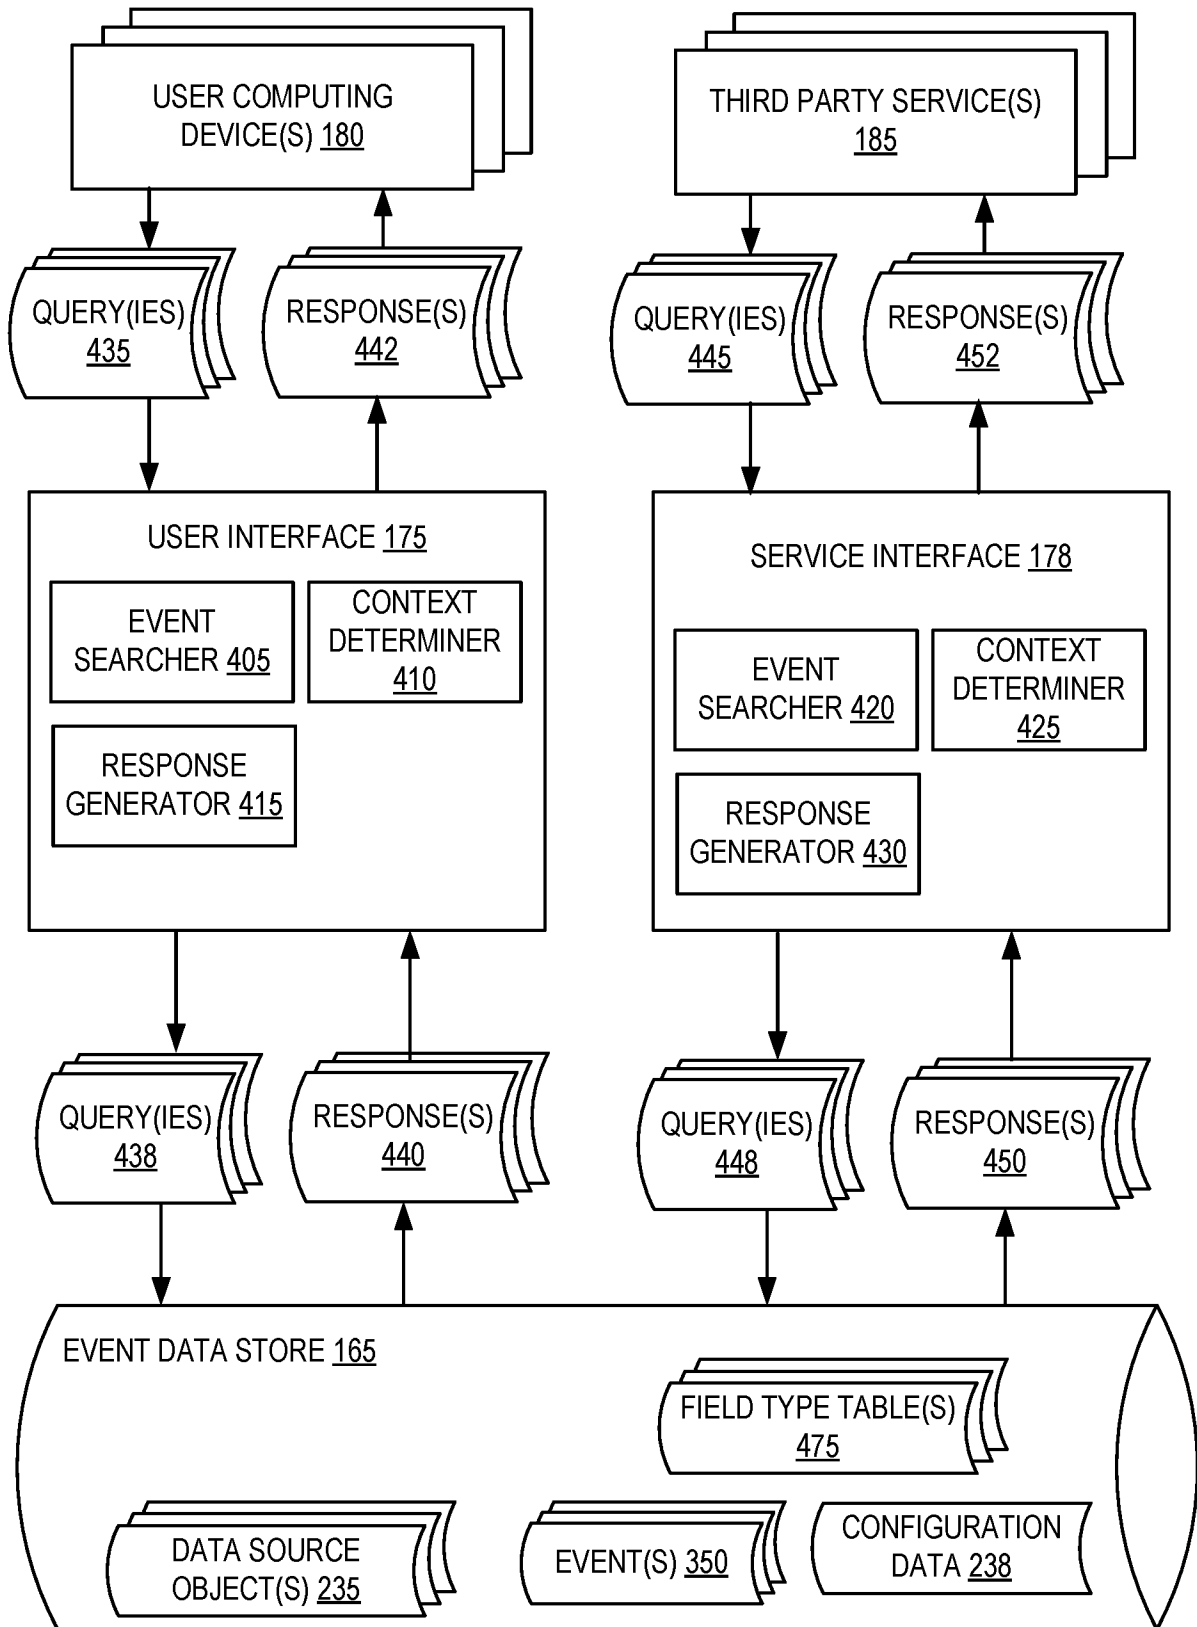 USER COMPUTING
DEVICE(S) 180
THIRD PARTY SERVICE(S)
185
QUERY(IES)
435
RESPONSE(S)
442
QUERY(IES)
445
RESPONSE(S)
452
USER INTERFACE 175
EVENT
SEARCHER 405
CONTEXT
DETERMINER
410
RESPONSE
GENERATOR 415
SERVICE INTERFACE 178
EVENT
SEARCHER 420
CONTEXT
DETERMINER
425
RESPONSE
GENERATOR 430
QUERY(IES)
438
RESPONSE(S)
440
QUERY(IES)
448
RESPONSE(S)
450
EVENT DATA STORE 165
FIELD TYPE TABLE(S)
475
DATA SOURCE
OBJECT(S) 235
EVENT(S) 350
CONFIGURATION
DATA 238